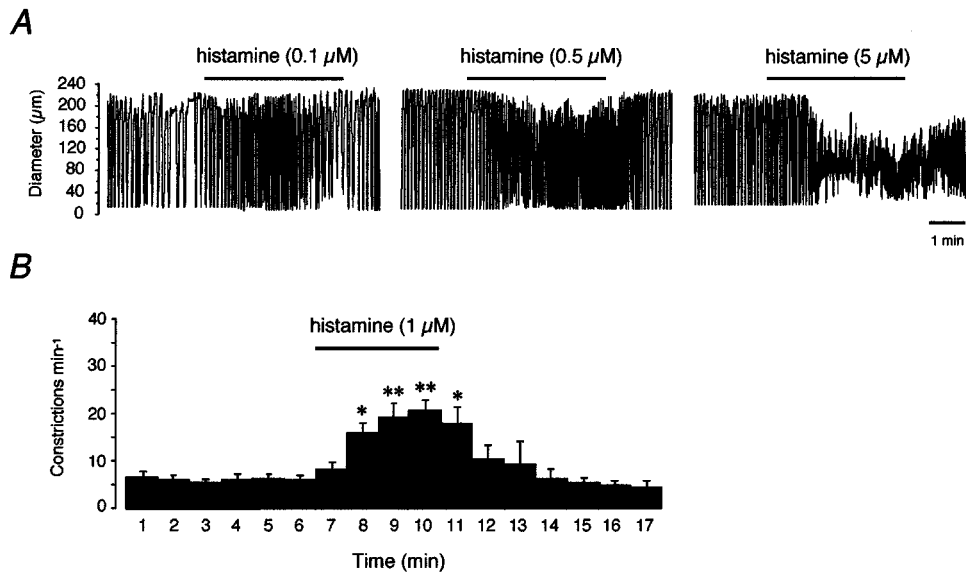 A
histamine (0.1 µM)
histamine (0.5 µM)
histamine (5 µM)
Diameter (µm)
240
200
160
120
80
40
0
1 min
B
histamine (1 µM)
Constrictions min-1
40
30
20
10
0
* ** ** *
1 2 3 4 5 6 7 8 9 10 11 12 13 14 15 16 17
Time (min)